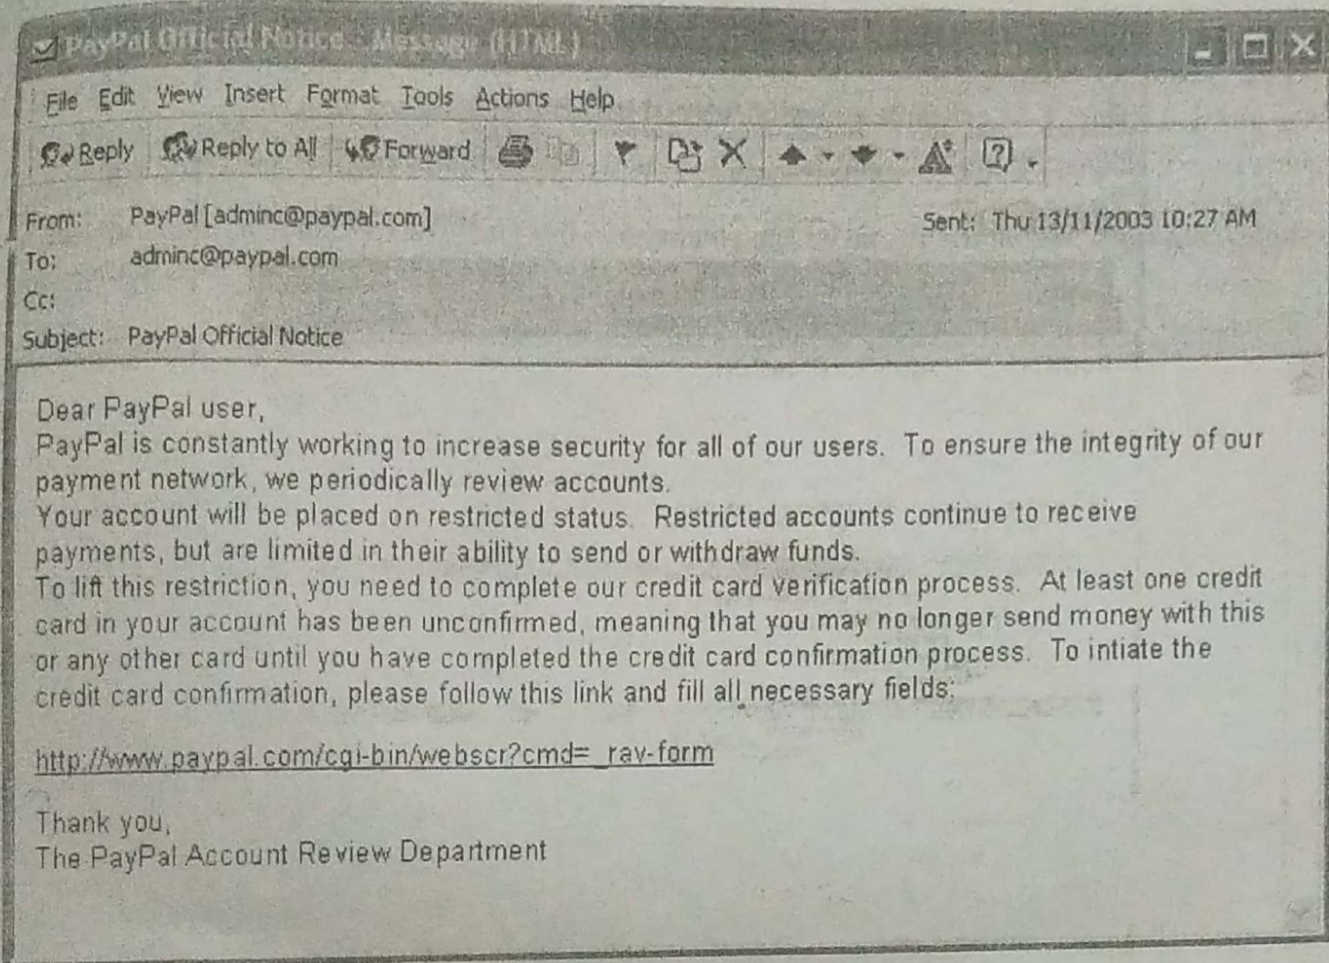 PayPal Official Notice - Message (HTML)
File Edit View Insert Format Tools Actions Help
Reply Reply to All Forward
From: PayPal [adminc@paypal.com] Sent: Thu 13/11/2003 10:27 AM
To: adminc@paypal.com
Cc:
Subject: PayPal Official Notice
Dear PayPal user,
PayPal is constantly working to increase security for all of our users. To ensure the integrity of our
payment network, we periodically review accounts.
Your account will be placed on restricted status. Restricted accounts continue to receive
payments, but are limited in their ability to send or withdraw funds.
To lift this restriction, you need to complete our credit card verification process. At least one credit
card in your account has been unconfirmed, meaning that you may no longer send money with this
or any other card until you have completed the credit card confirmation process. To intiate the
credit card confirmation, please follow this link and fill all necessary fields:
http://www.paypal.com/cgi-bin/webscr?cmd=_rav-form
Thank you,
The PayPal Account Review Department